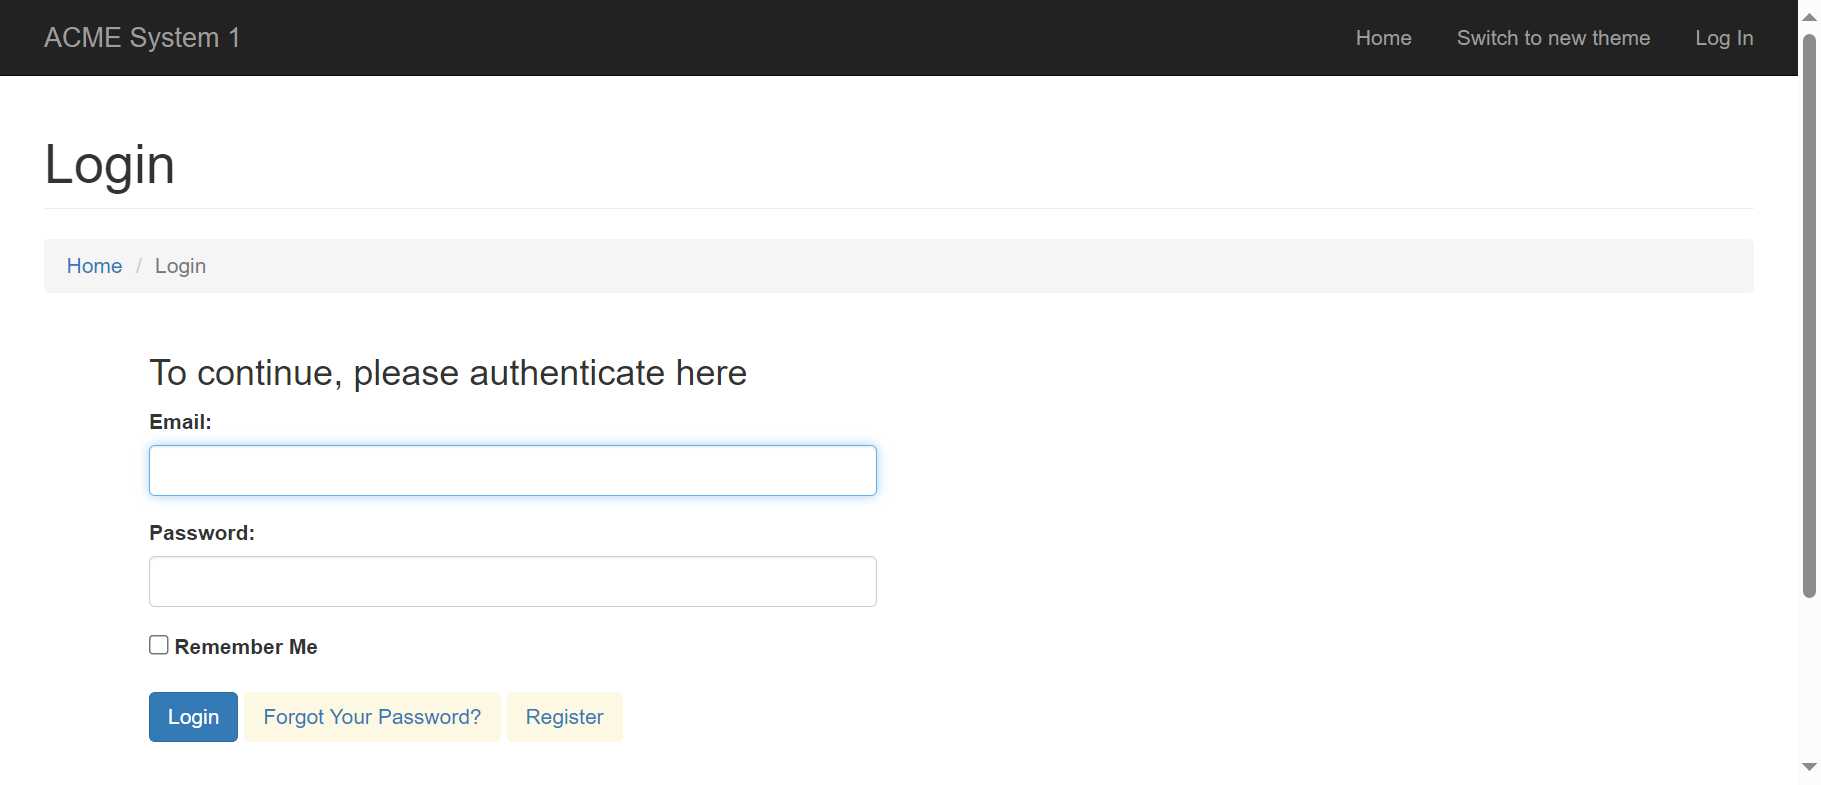 ACME System 1 Home Switch to new theme Log In
Login
Home / Login
To continue, please authenticate here
Email:
Password:
Remember Me
Login Forgot Your Password? Register